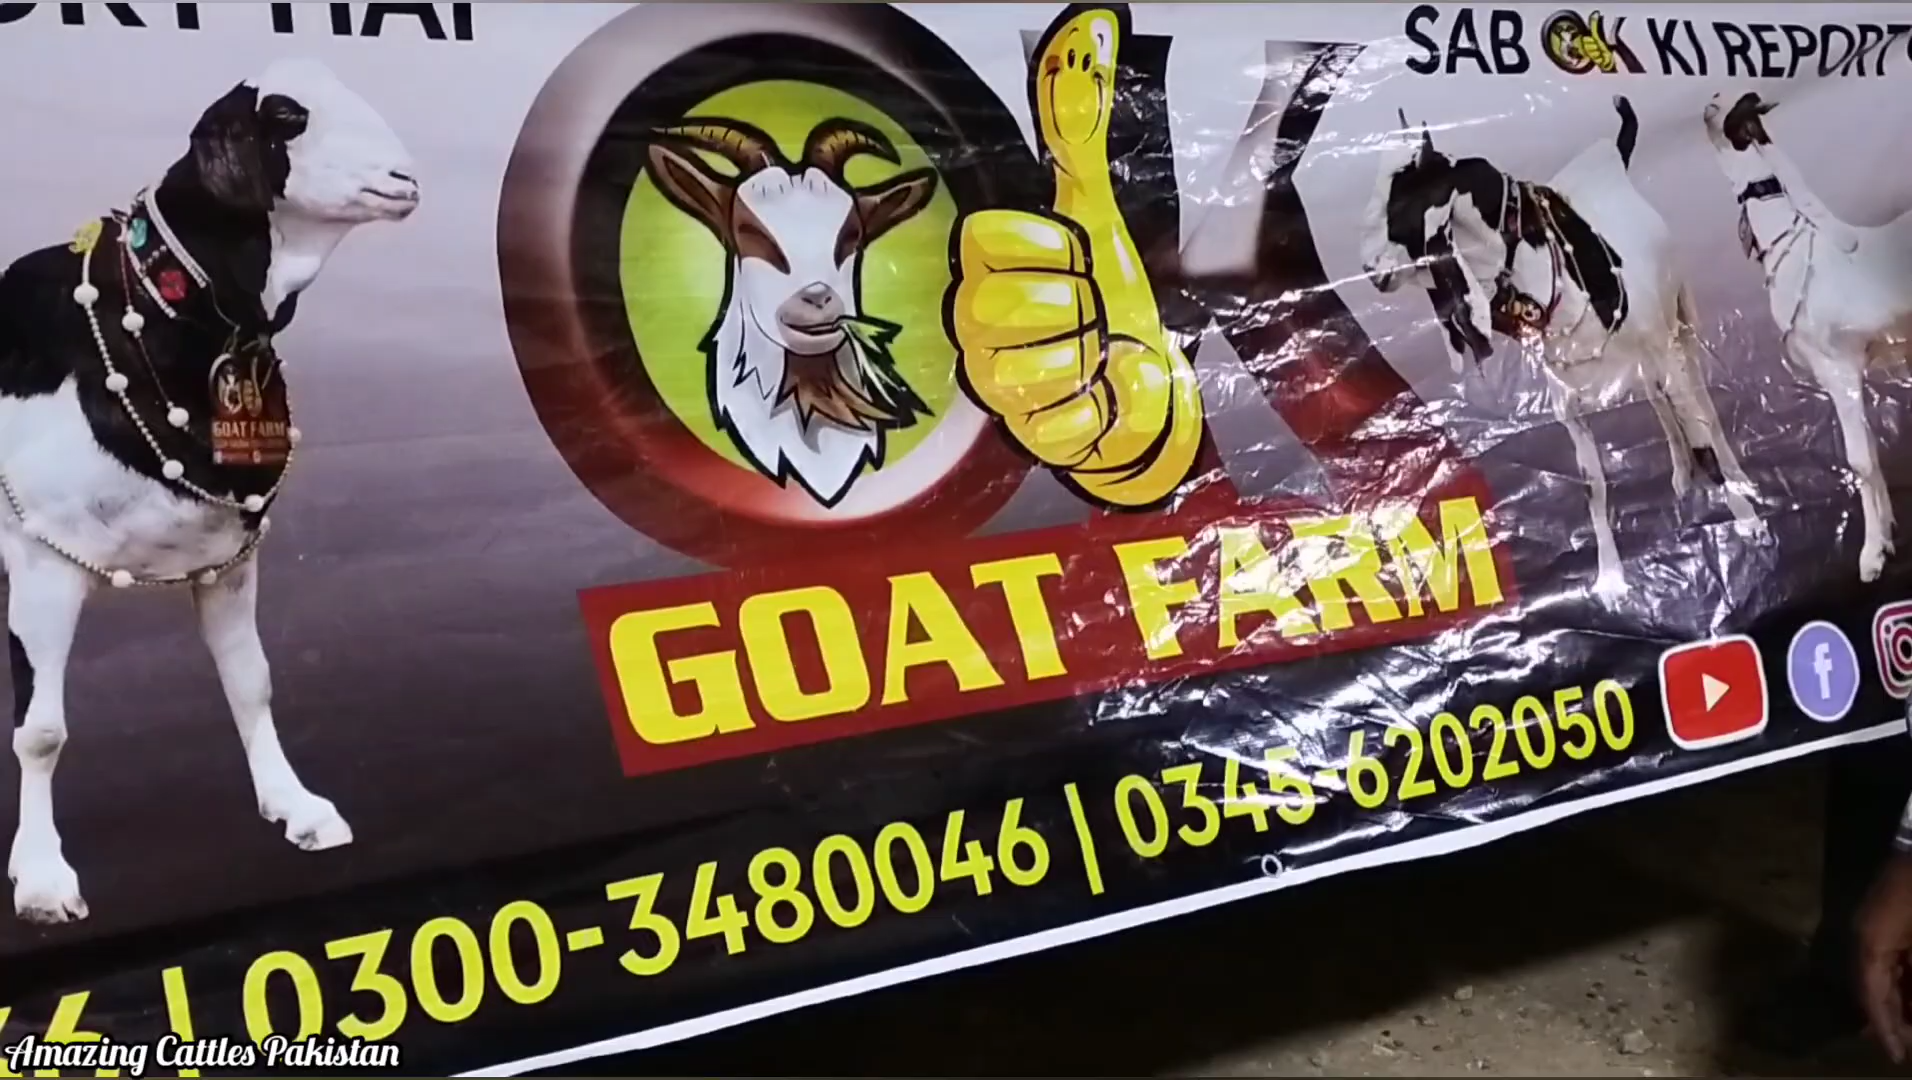 SAB OK KI REPORT
OK
GOAT FARM
GOAT FARM
0300-3480046 | 0345-6202050
Amazing Cattles Pakistan